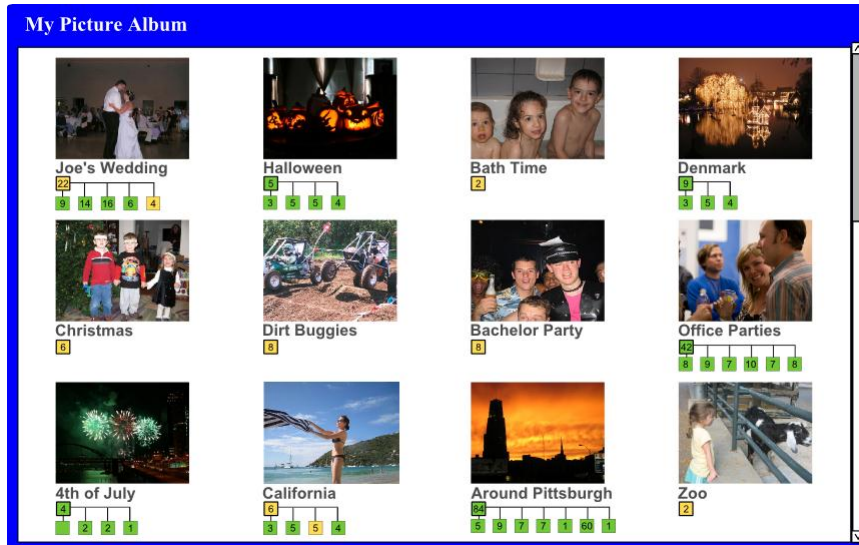 My Picture Album
Joe's Wedding
22
9 14 16 6 4
Halloween
5
3 5 5 4
Bath Time
2
Denmark
9
3 5 4
Christmas
6
Dirt Buggies
8
Bachelor Party
8
Office Parties
42
8 9 7 10 7 8
4th of July
4
2 2 1
California
6
3 5 5 4
Around Pittsburgh
84
5 9 7 7 1 60 1
Zoo
2